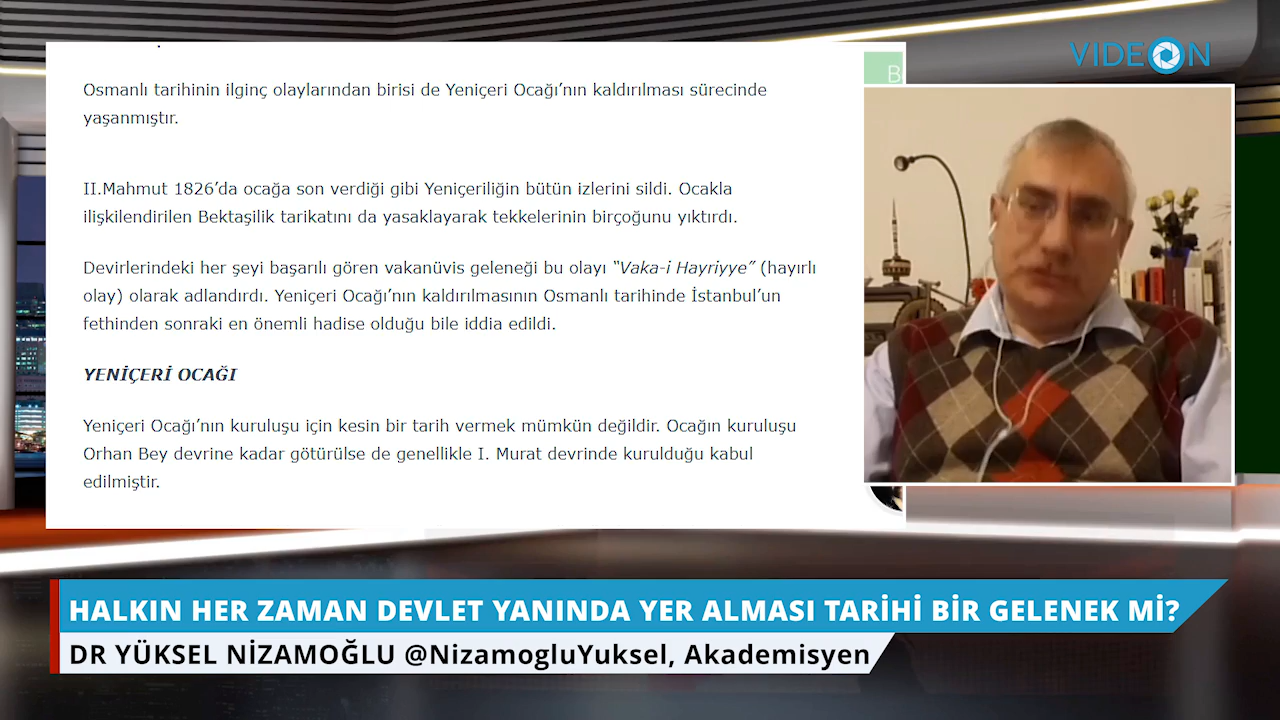 VIDEON
B
Osmanlı tarihinin ilginç olaylarından birisi de Yeniçeri Ocağı’nın kaldırılması sürecinde
yaşanmıştır.
II.Mahmut 1826’da ocağa son verdiği gibi Yeniçeriliğin bütün izlerini sildi. Ocakla
ilişkilendirilen Bektaşilik tarikatını da yasaklayarak tekkelerinin birçoğunu yıktırdı.
Devirlerindeki her şeyi başarılı gören vakanüvis geleneği bu olayı “Vaka-i Hayriyye” (hayırlı
olay) olarak adlandırdı. Yeniçeri Ocağı’nın kaldırılmasının Osmanlı tarihinde İstanbul’un
fethinden sonraki en önemli hadise olduğu bile iddia edildi.
YENİÇERİ OCAĞI
Yeniçeri Ocağı’nın kuruluşu için kesin bir tarih vermek mümkün değildir. Ocağın kuruluşu
Orhan Bey devrine kadar götürülse de genellikle I. Murat devrinde kurulduğu kabul
edilmiştir.
HALKIN HER ZAMAN DEVLET YANINDA YER ALMASI TARİHİ BİR GELENEK Mİ?
DR YÜKSEL NİZAMOĞLU @NizamogluYuksel, Akademisyen